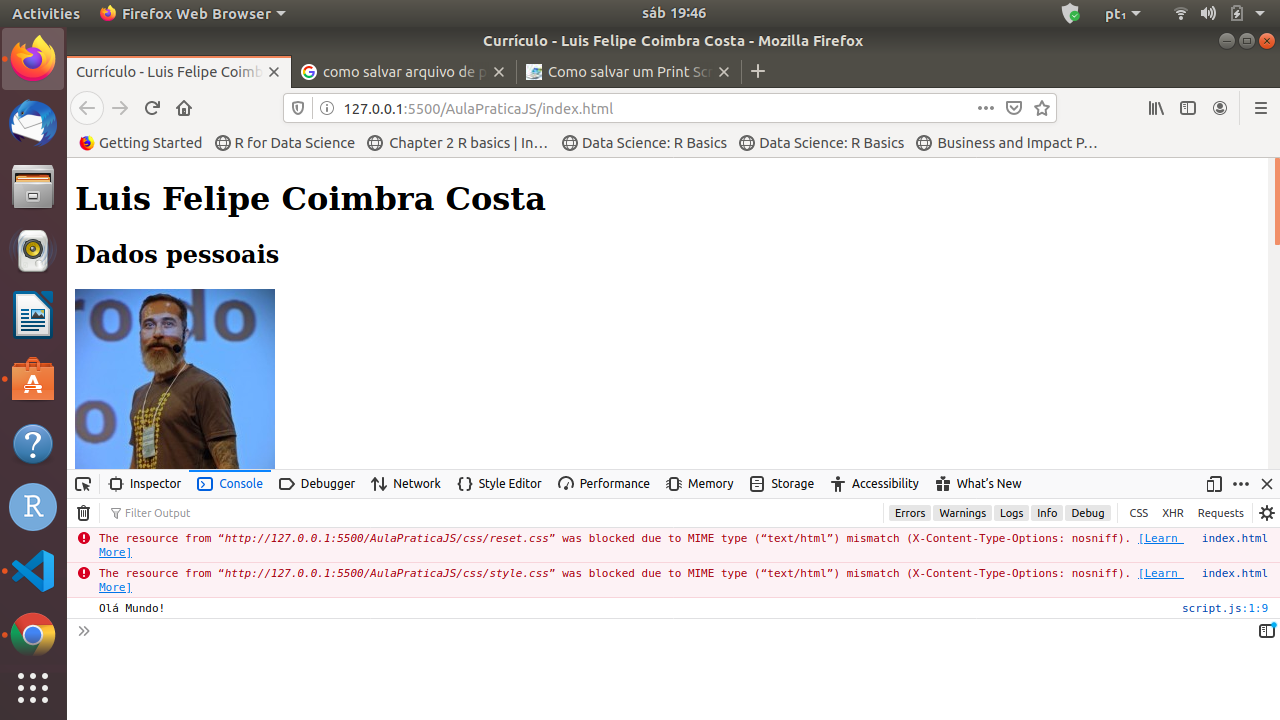 Activities Firefox Web Browser sáb 19:46 pt₁
Currículo - Luis Felipe Coimbra Costa - Mozilla Firefox
Currículo - Luis Felipe Coimb como salvar arquivo de p Como salvar um Print Scr
127.0.0.1:5500/AulaPraticaJS/index.html
Getting Started R for Data Science Chapter 2 R basics | In… Data Science: R Basics Data Science: R Basics Business and Impact P…
Luis Felipe Coimbra Costa
Dados pessoais
Inspector Console Debugger Network Style Editor Performance Memory Storage Accessibility What's New
Filter Output Errors Warnings Logs Info Debug CSS XHR Requests
The resource from “http://127.0.0.1:5500/AulaPraticaJS/css/reset.css” was blocked due to MIME type (“text/html”) mismatch (X-Content-Type-Options: nosniff). [Learn index.html
More]
The resource from “http://127.0.0.1:5500/AulaPraticaJS/css/style.css” was blocked due to MIME type (“text/html”) mismatch (X-Content-Type-Options: nosniff). [Learn index.html
More]
Olá Mundo! script.js:1:9